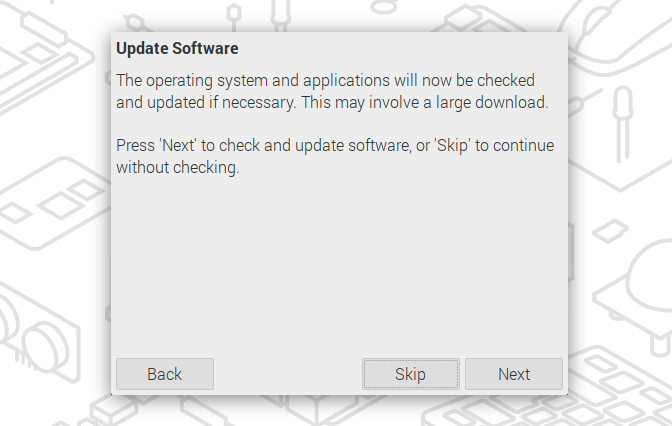 Update Software
The operating system and applications will now be checked
and updated if necessary. This may involve a large download.
Press 'Next' to check and update software, or 'Skip' to continue
without checking.
Back
Skip
Next